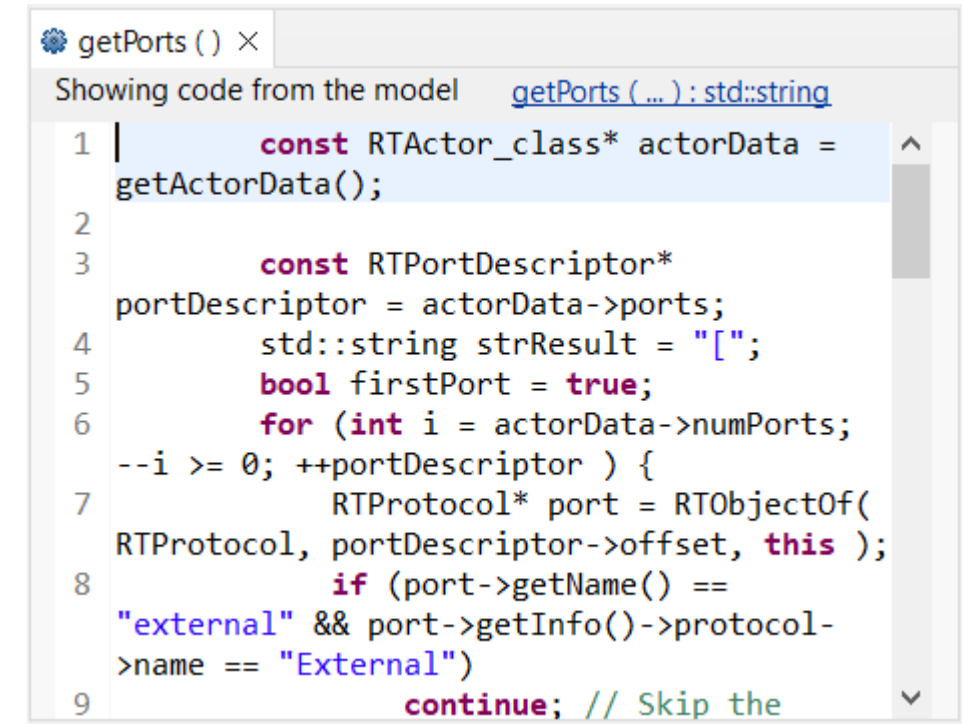 getPorts ( )
Showing code from the model getPorts ( ... ) : std::string
1 const RTActor_class* actorData =
getActorData();
2
3 const RTPortDescriptor*
portDescriptor = actorData->ports;
4 std::string strResult = "[";
5 bool firstPort = true;
6 for (int i = actorData->numPorts;
--i >= 0; ++portDescriptor ) {
7 RTProtocol* port = RTObjectOf(
RTProtocol, portDescriptor->offset, this );
8 if (port->getName() ==
"external" && port->getInfo()->protocol-
>name == "External")
9 continue; // Skip the